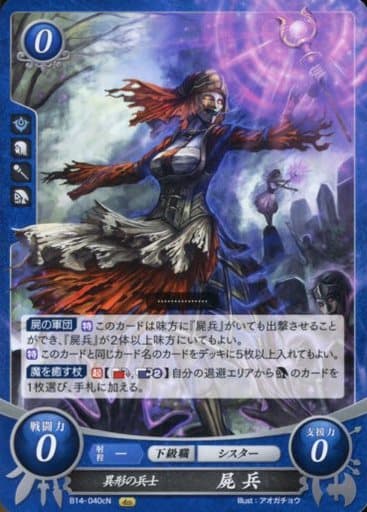 0
…………
屍の軍団 特 このカードは味方に『屍兵』がいても出撃させること
ができ、『屍兵』が2体以上味方にいてもよい。
特 このカードと同じカード名のカードをデッキに5枚以上入れてもよい。
魔を癒す杖 起【 , 2】自分の退避エリアから のカードを
1枚選び、手札に加える。
戦闘力
0
射程 一
下級職
シスター
支援力
0
異形の兵士 屍兵
B14-040cN
Illust：アオガチョウ